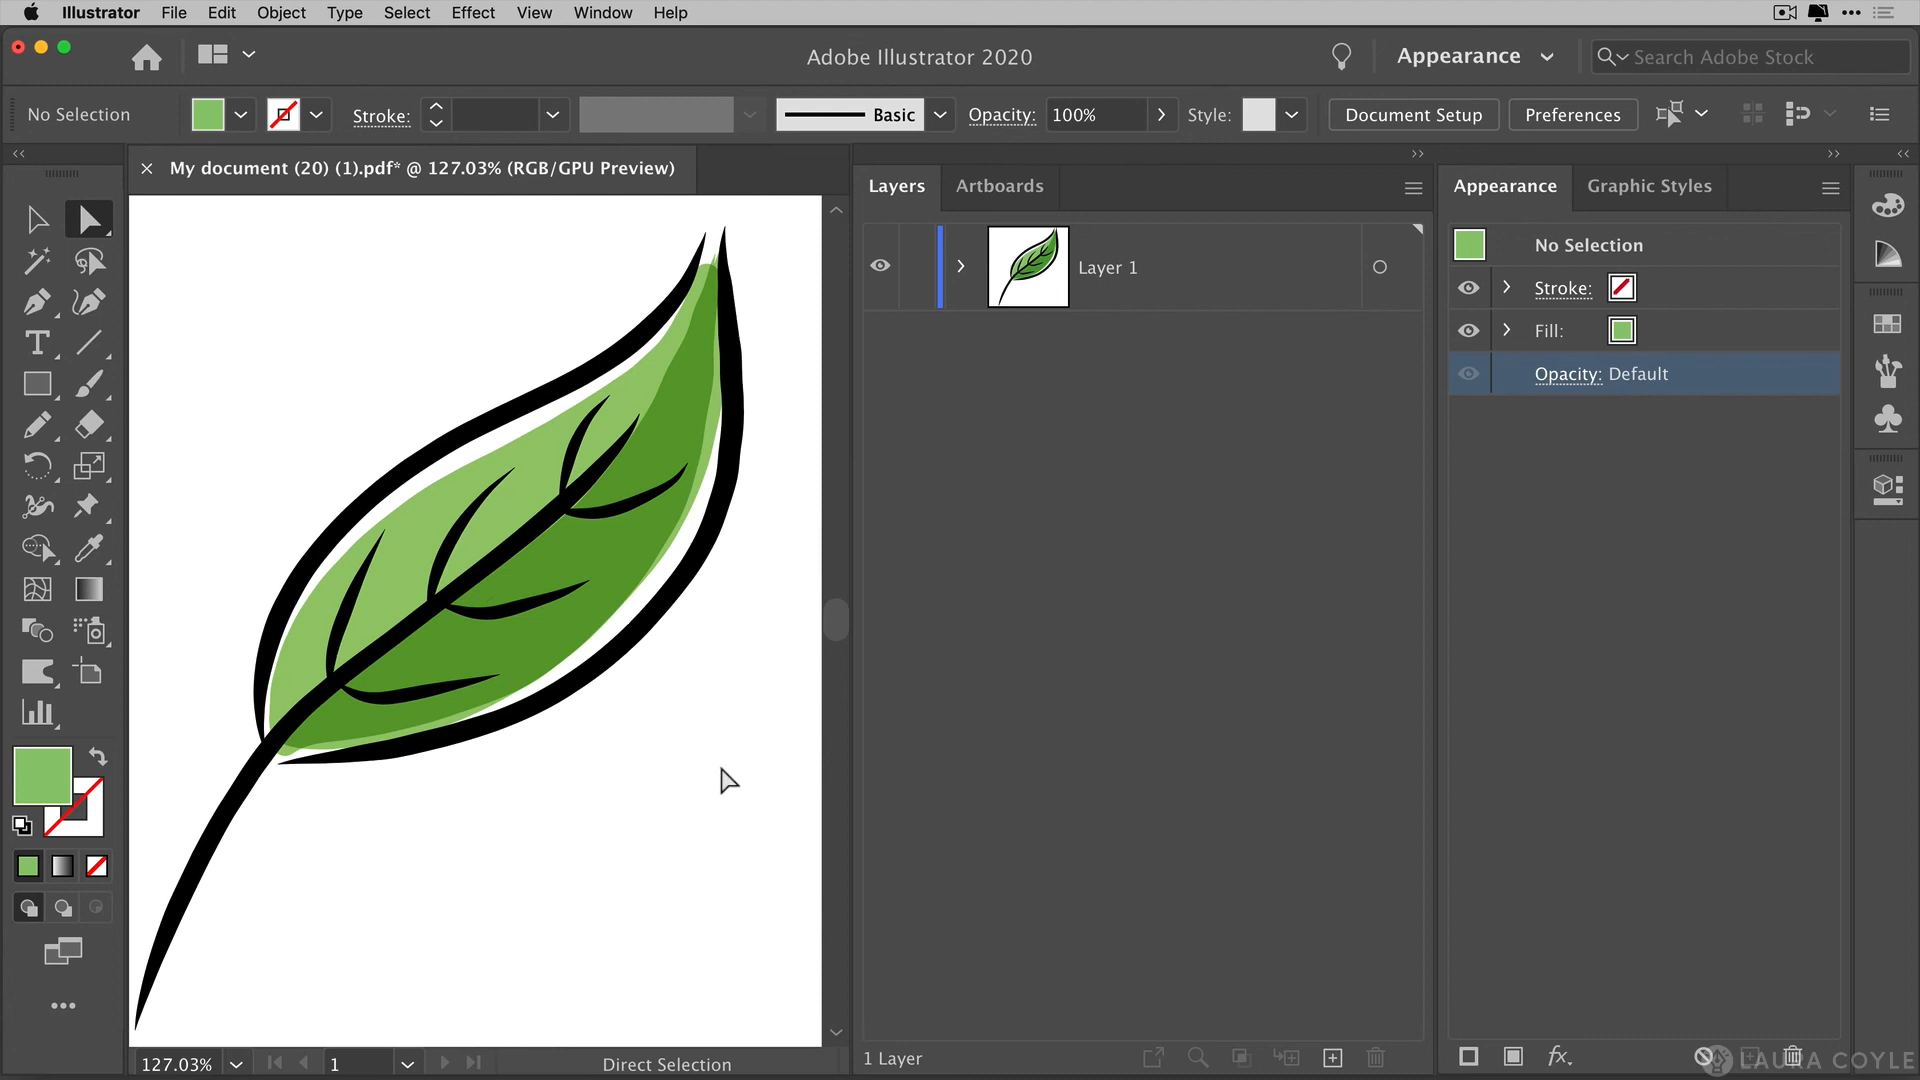 Illustrator File Edit Object Type Select Effect View Window Help
Adobe Illustrator 2020
Appearance
Search Adobe Stock
No Selection
Stroke:
Basic
Opacity: 100%
Style:
Document Setup
Preferences
My document (20) (1).pdf* @ 127.03% (RGB/GPU Preview)
Layers
Artboards
Layer 1
Appearance
Graphic Styles
No Selection
Stroke:
Fill:
Opacity: Default
127.03%
1
Direct Selection
1 Layer
fx.
LAURA COYLE